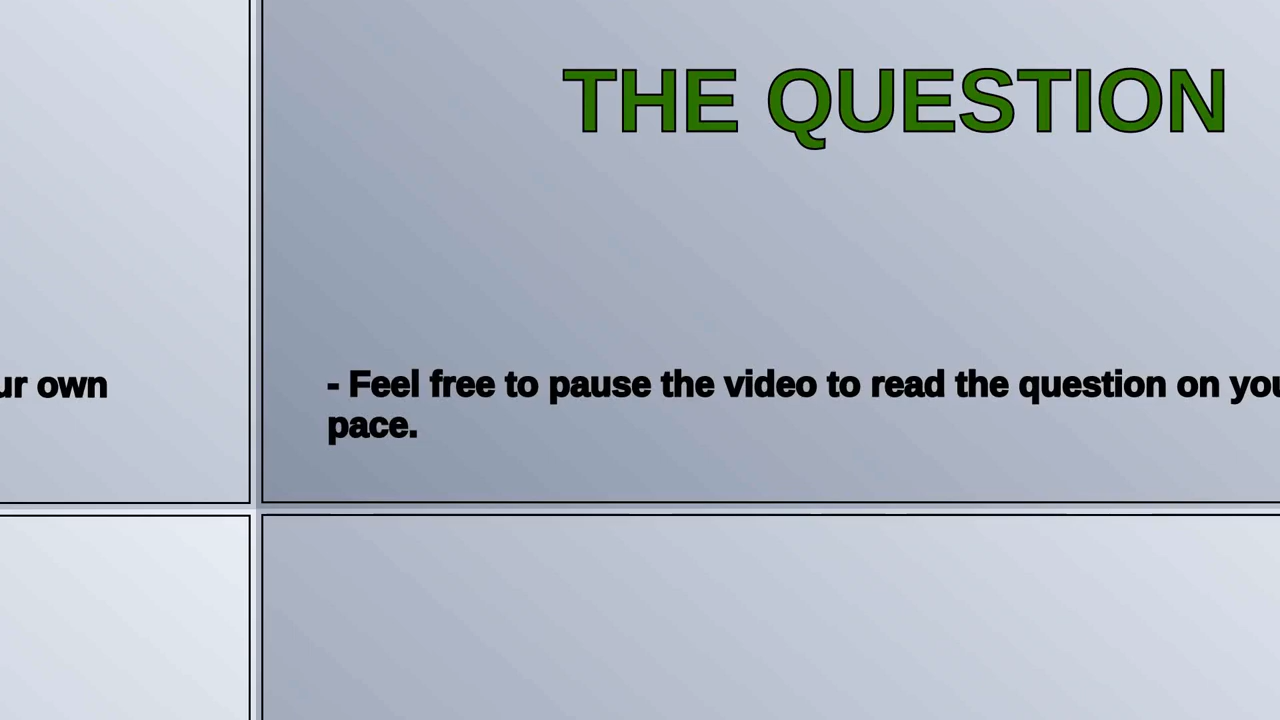 THE QUESTION
ur own
- Feel free to pause the video to read the question on you
pace.